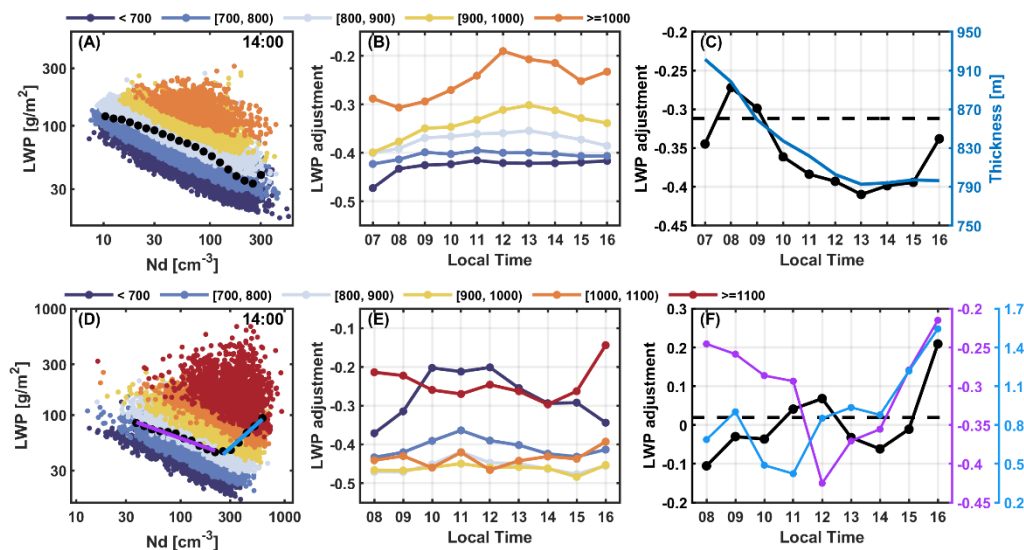 < 700 [700, 800) [800, 900) [900, 1000) >=1000
(A) 14:00
LWP [g/m²]
300
100
30
10 30 100 300
Nd [cm⁻³]
(B)
LWP adjustment
-0.2
-0.3
-0.4
-0.5
07 08 09 10 11 12 13 14 15 16
Local Time
(C)
LWP adjustment
-0.2
-0.25
-0.3
-0.35
-0.4
-0.45
07 08 09 10 11 12 13 14 15 16
Local Time
950
910
870
830
790
750
Thickness [m]
< 700 [700, 800) [800, 900) [900, 1000) [1000, 1100) >=1100
(D) 14:00
LWP [g/m²]
1000
300
100
30
10 30 100 300 1000
Nd [cm⁻³]
(E)
LWP adjustment
-0.1
-0.2
-0.3
-0.4
-0.5
08 09 10 11 12 13 14 15 16
Local Time
(F)
LWP adjustment
0.3
0.2
0.1
0
-0.1
0.2
08 09 10 11 12 13 14 15 16
Local Time
-0.2
-0.25
-0.3
-0.35
-0.4
-0.45
1.7
1.4
1.1
0.8
0.5
0.2